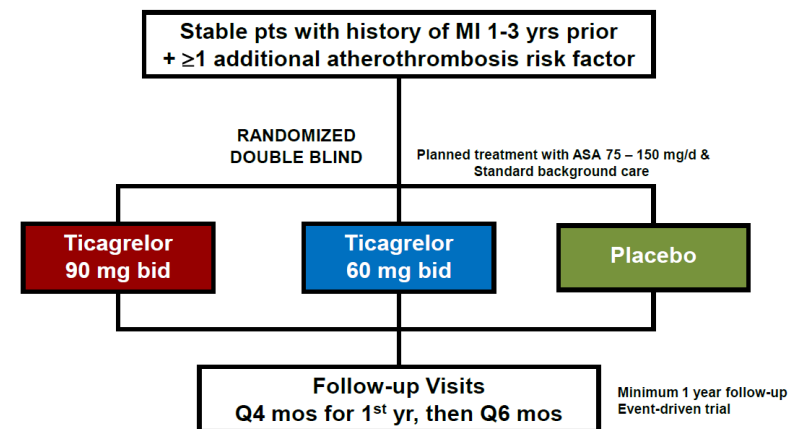 Stable pts with history of MI 1-3 yrs prior
+ ≥1 additional atherothrombosis risk factor
RANDOMIZED
DOUBLE BLIND
Planned treatment with ASA 75 – 150 mg/d &
Standard background care
Ticagrelor
90 mg bid
Ticagrelor
60 mg bid
Placebo
Follow-up Visits
Q4 mos for 1st yr, then Q6 mos
Minimum 1 year follow-up
Event-driven trial